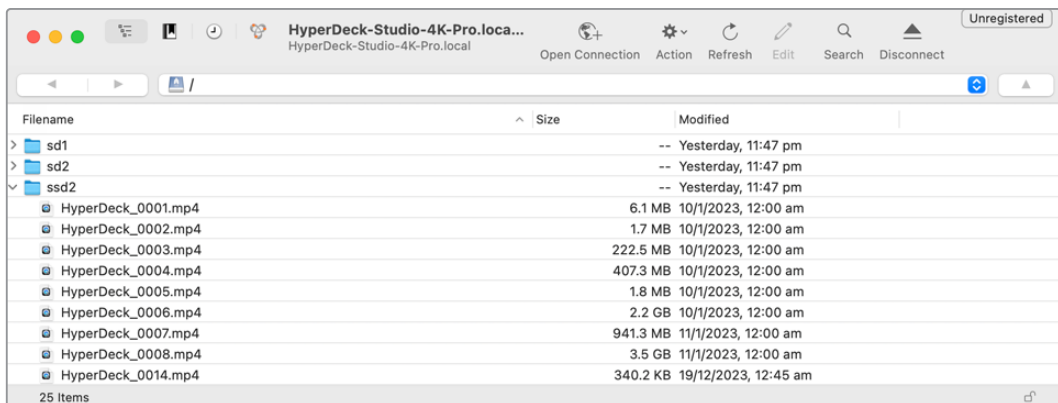 HyperDeck-Studio-4K-Pro.loca...
HyperDeck-Studio-4K-Pro.local
Unregistered
Open Connection Action Refresh Edit Search Disconnect
/
Filename Size Modified
sd1 -- Yesterday, 11:47 pm
sd2 -- Yesterday, 11:47 pm
ssd2 -- Yesterday, 11:47 pm
HyperDeck_0001.mp4 6.1 MB 10/1/2023, 12:00 am
HyperDeck_0002.mp4 1.7 MB 10/1/2023, 12:00 am
HyperDeck_0003.mp4 222.5 MB 10/1/2023, 12:00 am
HyperDeck_0004.mp4 407.3 MB 10/1/2023, 12:00 am
HyperDeck_0005.mp4 1.8 MB 10/1/2023, 12:00 am
HyperDeck_0006.mp4 2.2 GB 10/1/2023, 12:00 am
HyperDeck_0007.mp4 941.3 MB 11/1/2023, 12:00 am
HyperDeck_0008.mp4 3.5 GB 11/1/2023, 12:00 am
HyperDeck_0014.mp4 340.2 KB 19/12/2023, 12:45 am
25 Items